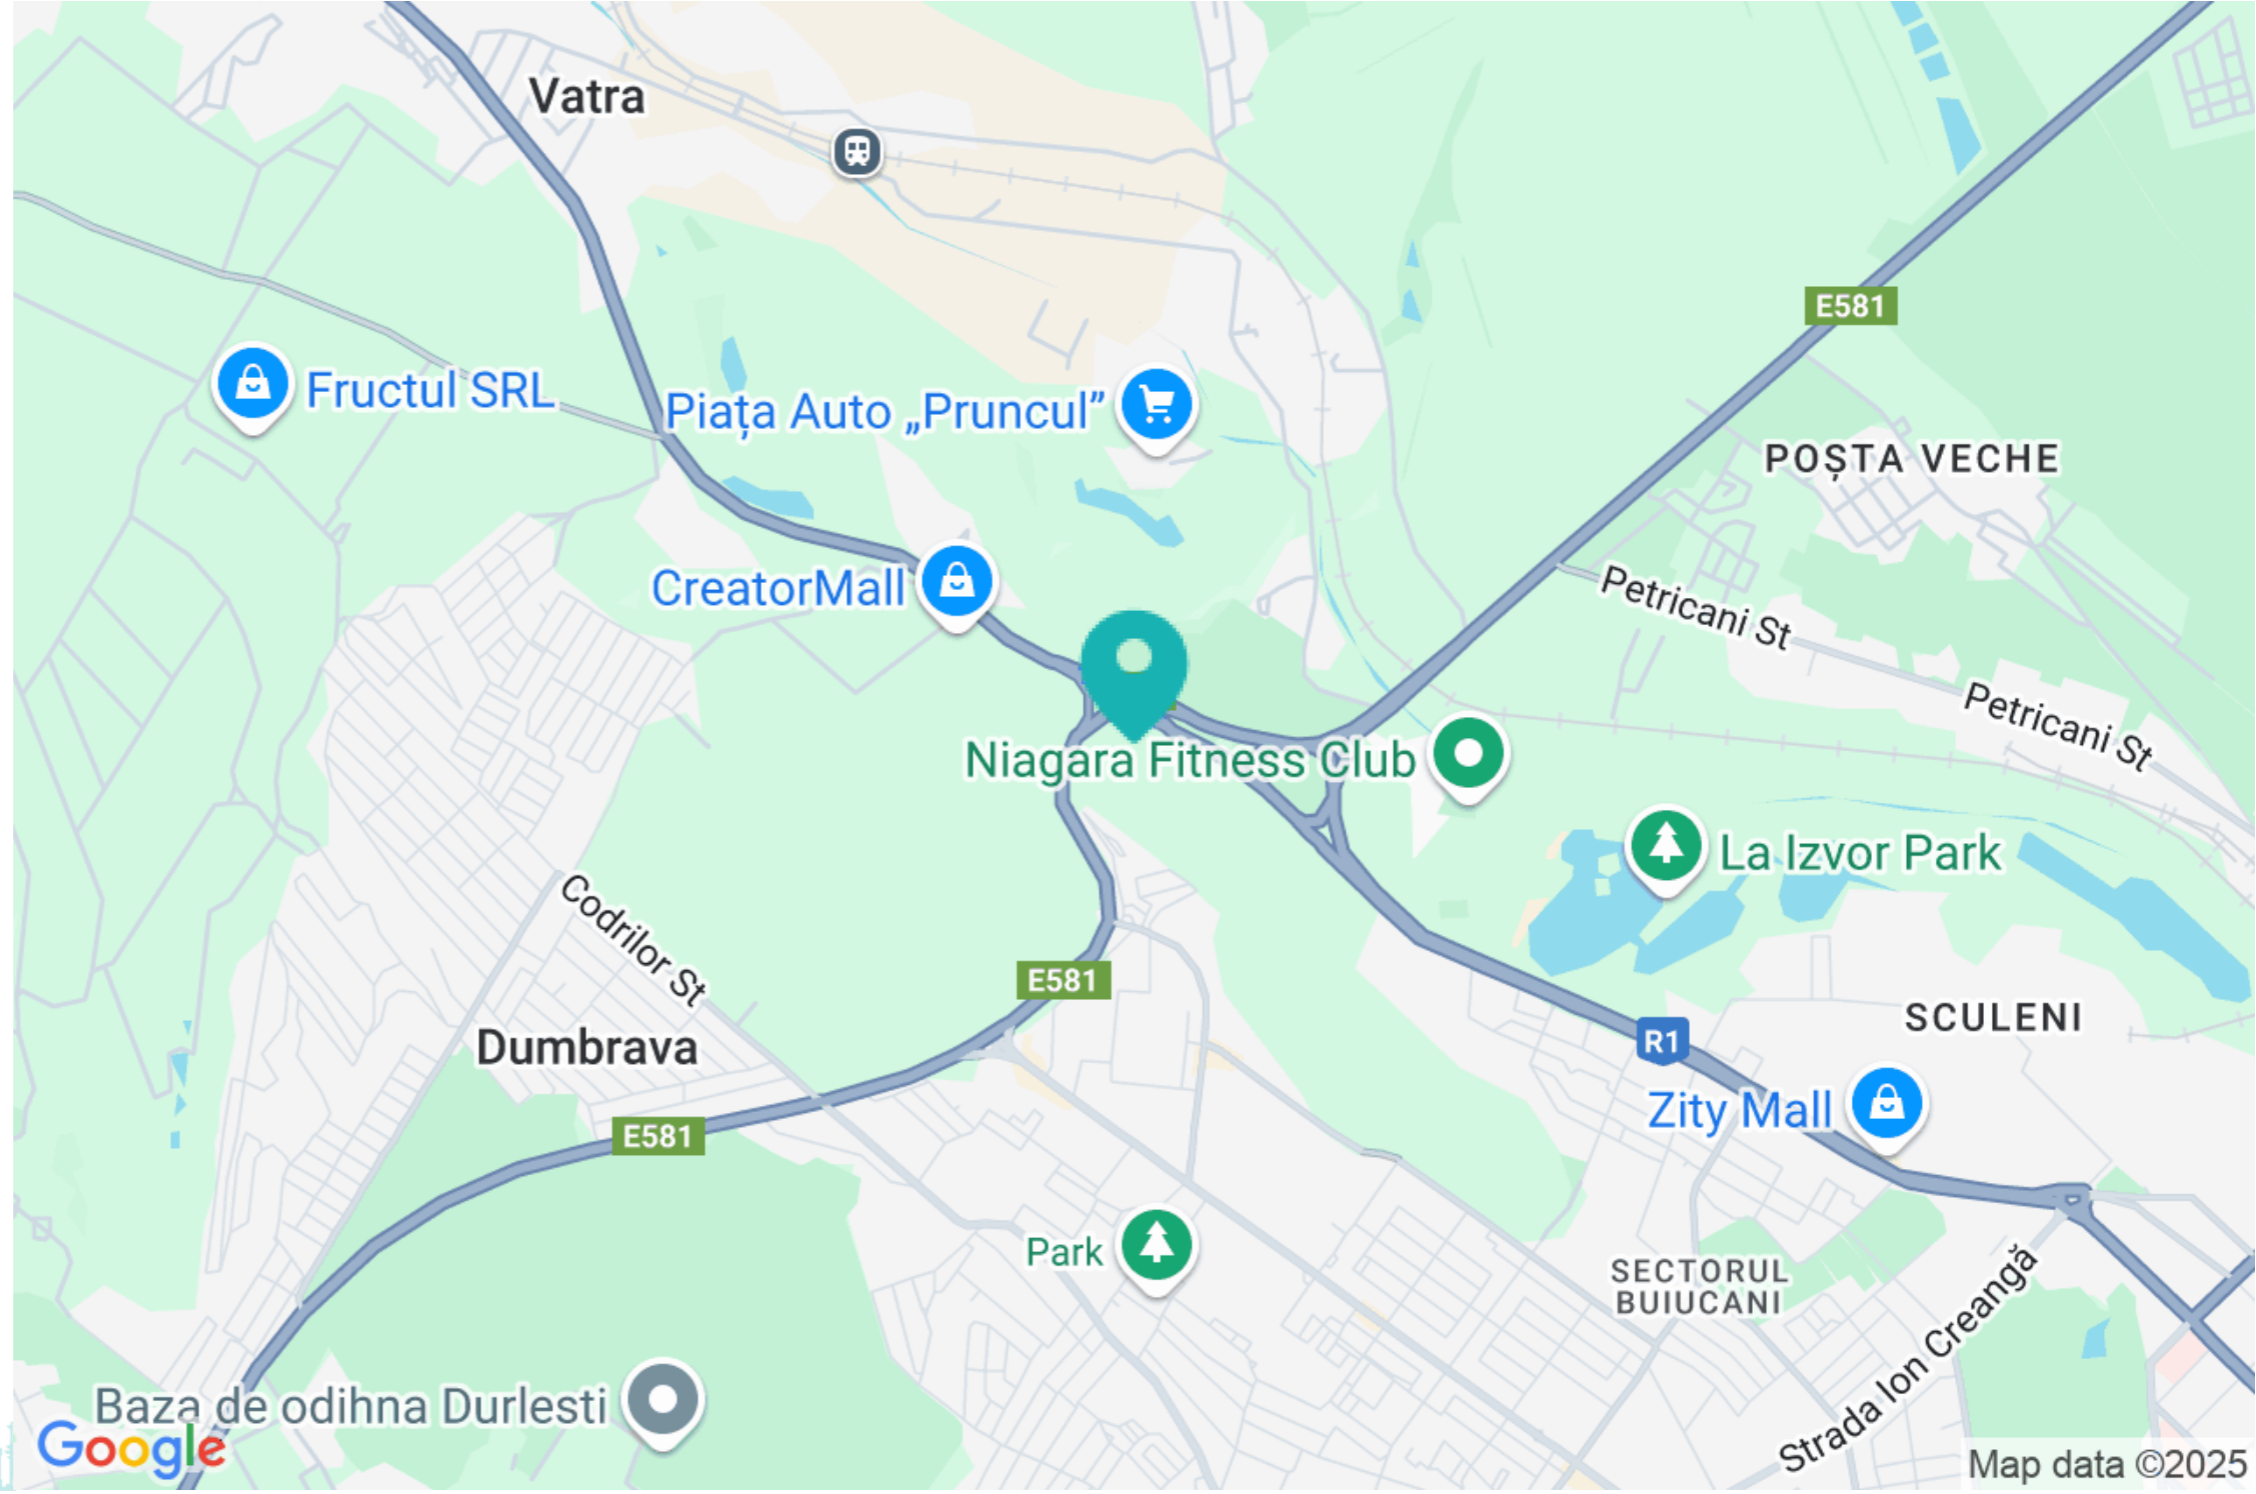 Vatra
E581
Fructul SRL
Piața Auto „Pruncul”
POȘTA VECHE
CreatorMall
Petricani St
Petricani St
Niagara Fitness Club
La Izvor Park
Codrilor St
E581
SCULENI
Dumbrava
R1
Zity Mall
E581
Park
SECTORUL
BUIUCANI
Strada Ion Creangă
Baza de odihna Durlesti
Google
Map data ©2025